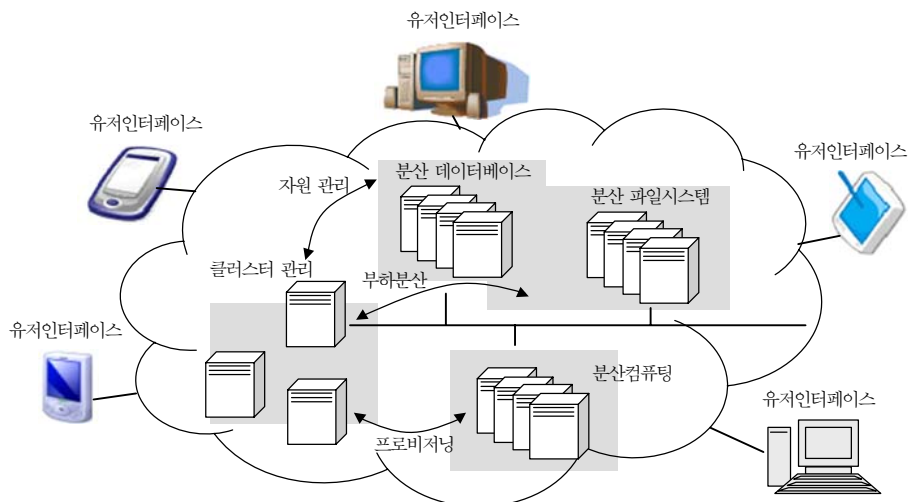 유저인터페이스
유저인터페이스
유저인터페이스
분산 데이터베이스
자원 관리
분산 파일시스템
클러스터 관리
부하분산
유저인터페이스
분산컴퓨팅
유저인터페이스
프로비저닝